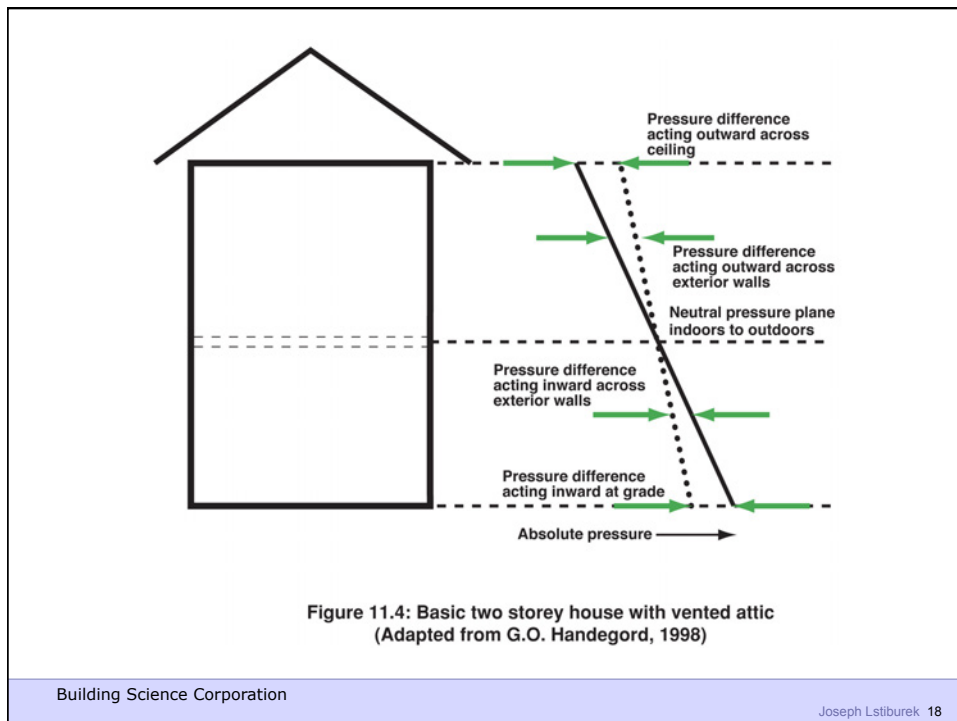 Pressure difference
acting outward across
ceiling
Pressure difference
acting outward across
exterior walls
Neutral pressure plane
indoors to outdoors
Pressure difference
acting inward across
exterior walls
Pressure difference
acting inward at grade
Absolute pressure
Figure 11.4: Basic two storey house with vented attic
(Adapted from G.O. Handegord, 1998)
Building Science Corporation
Joseph Lstiburek 18